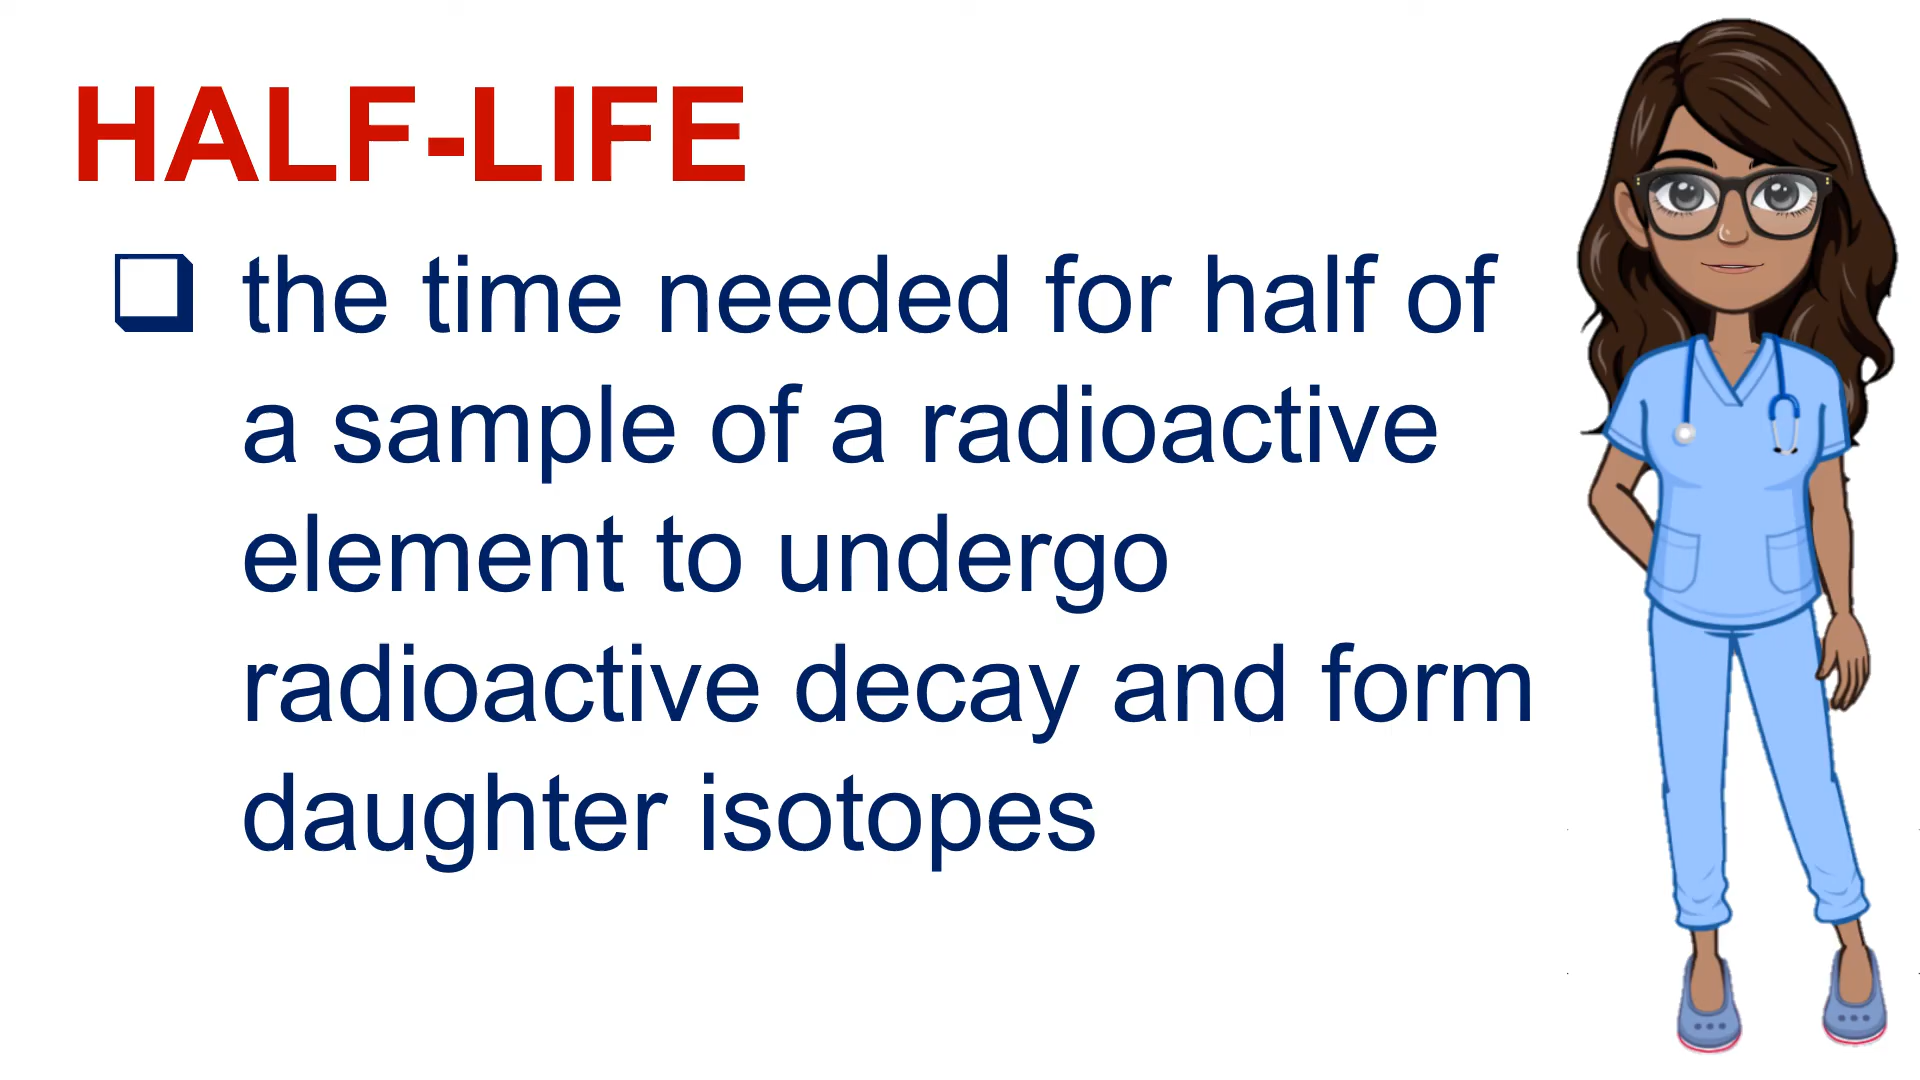 HALF-LIFE
the time needed for half of
a sample of a radioactive
element to undergo
radioactive decay and form
daughter isotopes